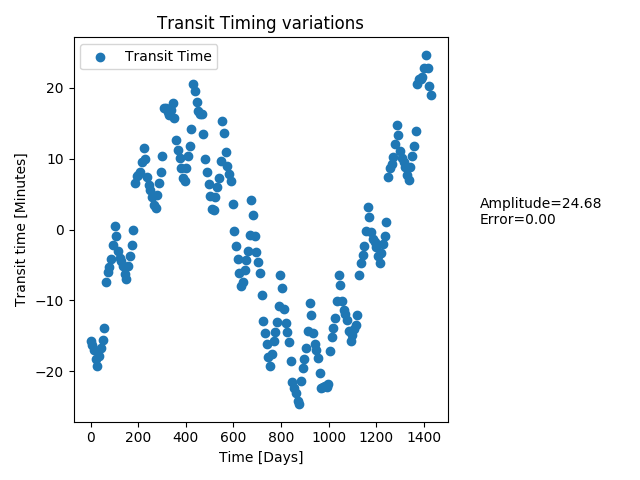 Transit Timing variations
Transit Time
Transit time [Minutes]
20
10
0
−10
−20
0 200 400 600 800 1000 1200 1400
Time [Days]
Amplitude=24.68
Error=0.00